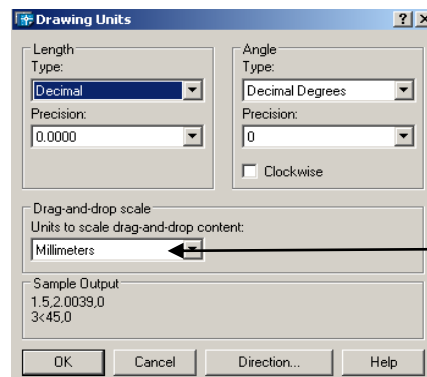 Drawing Units
Length
Type:
Decimal
Precision:
0.0000
Angle
Type:
Decimal Degrees
Precision:
0
Clockwise
Drag-and-drop scale
Units to scale drag-and-drop content:
Millimeters
Sample Output
1.5,2.0039,0
3<45,0
OK Cancel Direction... Help